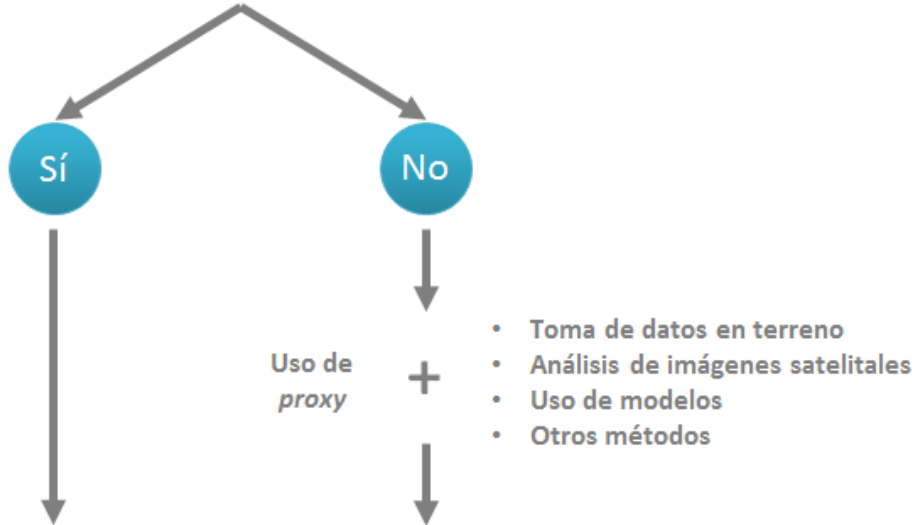 Sí
No
Uso de
proxy
+
• Toma de datos en terreno
• Análisis de imágenes satelitales
• Uso de modelos
• Otros métodos